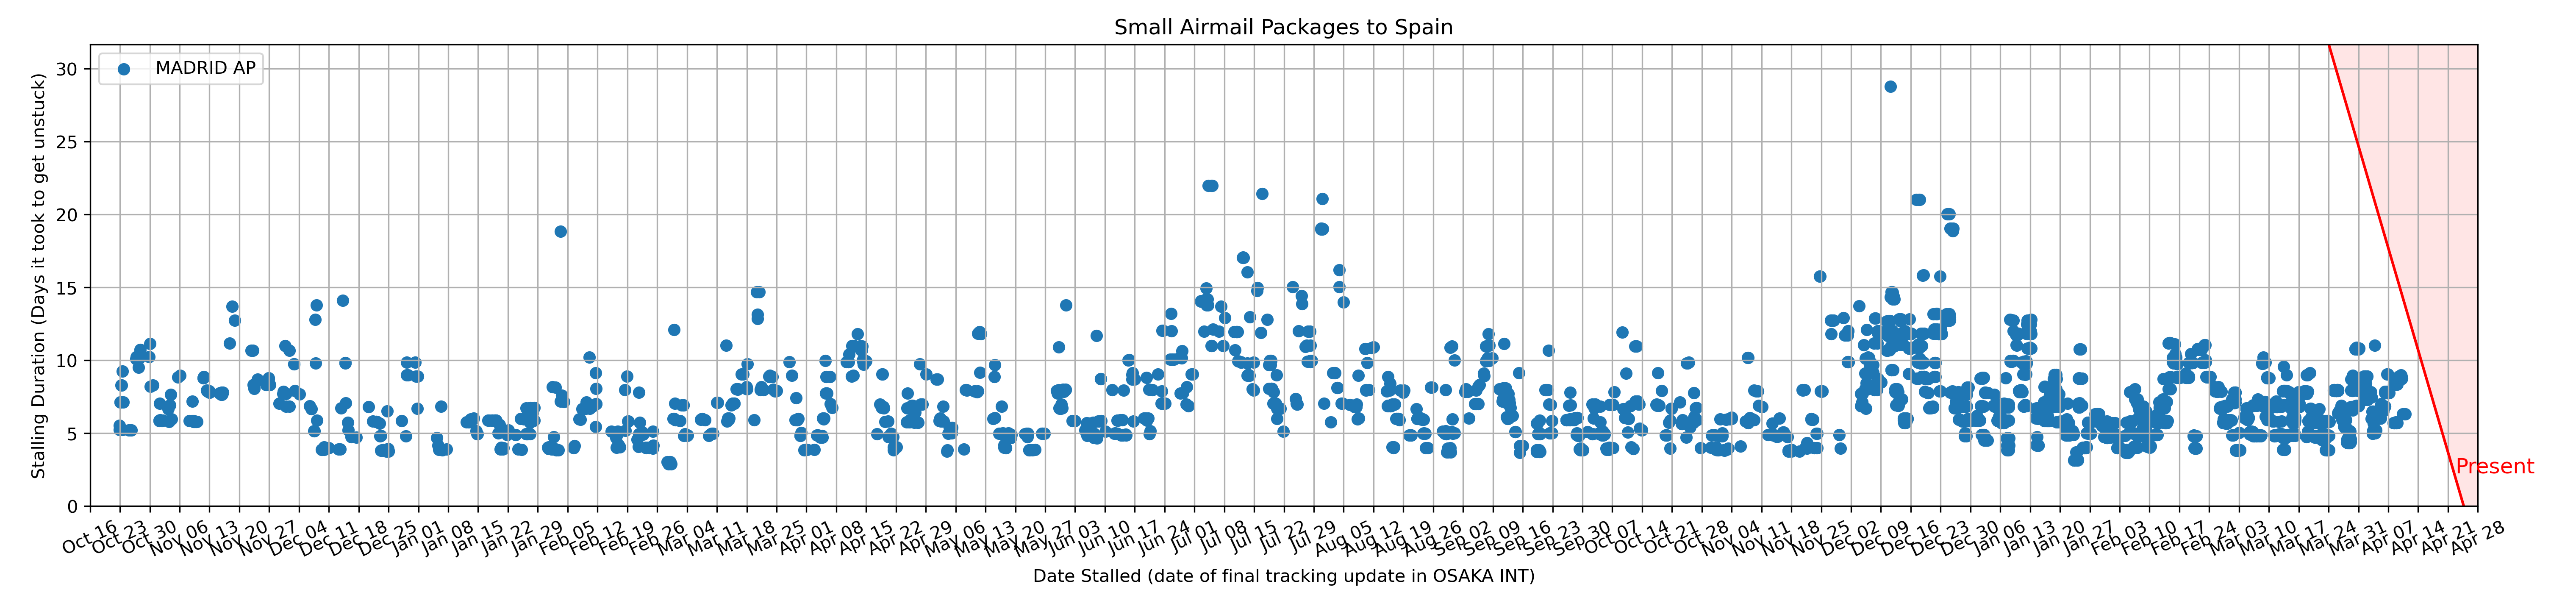 Small Airmail Packages to Spain
MADRID AP
Stalling Duration (Days it took to get unstuck)
30
25
20
15
10
5
0
Present
Oct 16
Oct 23
Oct 30
Nov 06
Nov 13
Nov 20
Nov 27
Dec 04
Dec 11
Dec 18
Dec 25
Jan 01
Jan 08
Jan 15
Jan 22
Jan 29
Feb 05
Feb 12
Feb 19
Feb 26
Mar 04
Mar 11
Mar 18
Mar 25
Apr 01
Apr 08
Apr 15
Apr 22
Apr 29
May 06
May 13
May 20
May 27
Jun 03
Jun 10
Jun 17
Jun 24
Jul 01
Jul 08
Jul 15
Jul 22
Jul 29
Aug 05
Aug 12
Aug 19
Aug 26
Sep 02
Sep 09
Sep 16
Sep 23
Sep 30
Oct 07
Oct 14
Oct 21
Oct 28
Nov 04
Nov 11
Nov 18
Nov 25
Dec 02
Dec 09
Dec 16
Dec 23
Dec 30
Jan 06
Jan 13
Jan 20
Jan 27
Feb 03
Feb 10
Feb 17
Feb 24
Mar 03
Mar 10
Mar 17
Mar 24
Mar 31
Apr 07
Apr 14
Apr 21
Apr 28
Date Stalled (date of final tracking update in OSAKA INT)